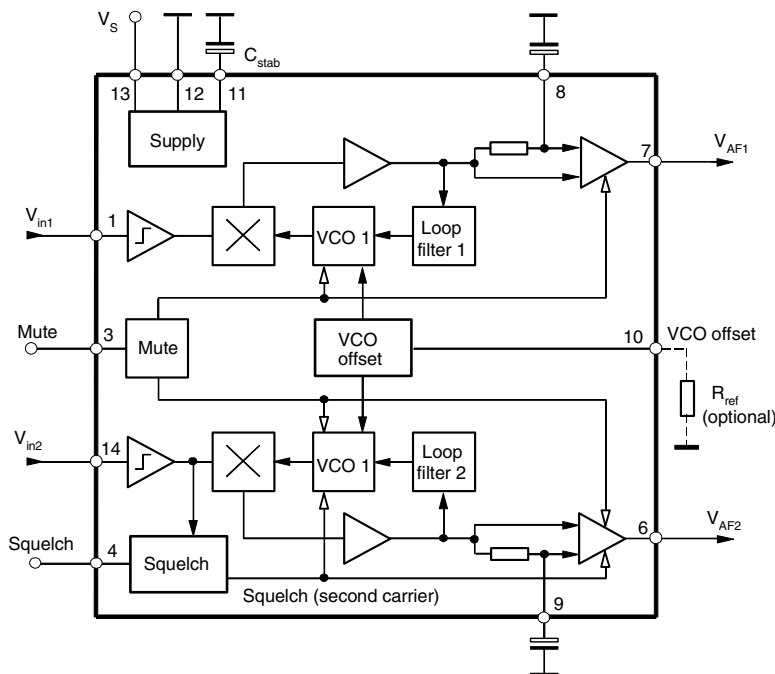 V_S
C_stab
13
12
11
8
Supply
7
V_AF1
V_in1
1
VCO 1
Loop
filter 1
Mute
3
Mute
VCO
offset
10
VCO offset
R_ref
(optional)
V_in2
14
VCO 1
Loop
filter 2
6
V_AF2
Squelch
4
Squelch
Squelch (second carrier)
9